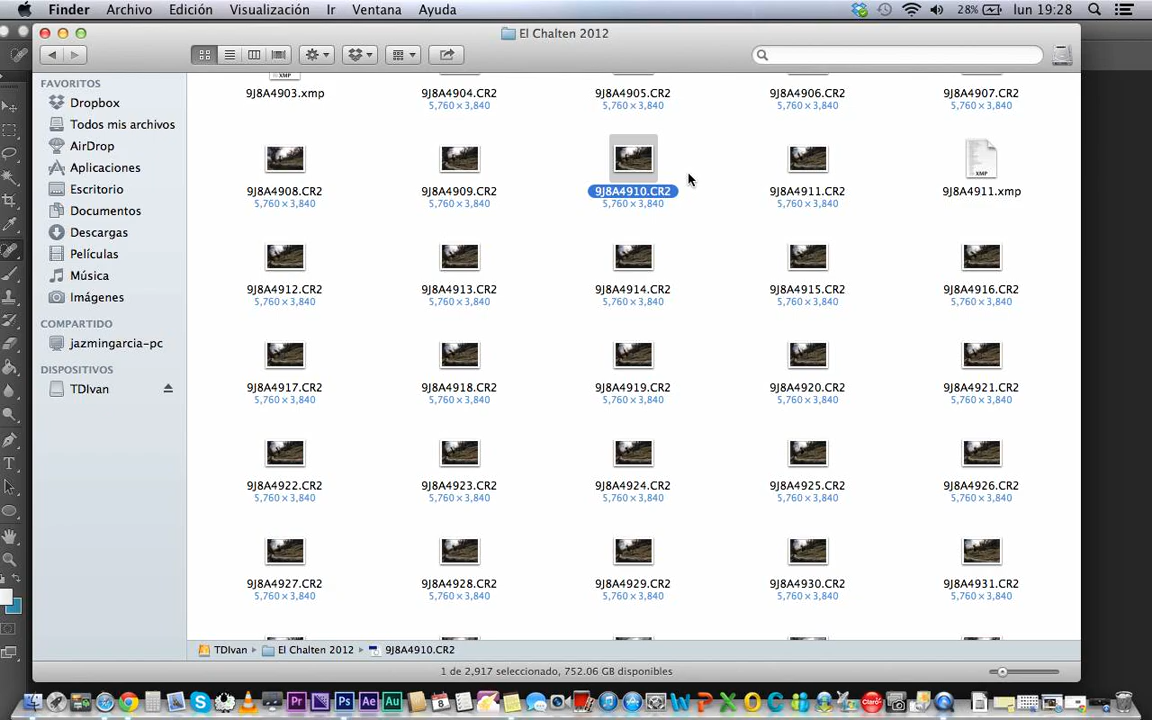 Finder Archivo Edición Visualización Ir Ventana Ayuda 28% lun 19:28
El Chalten 2012
FAVORITOS
Dropbox
Todos mis archivos
AirDrop
Aplicaciones
Escritorio
Documentos
Descargas
Películas
Música
Imágenes
COMPARTIDO
jazmingarcia-pc
DISPOSITIVOS
TDIvan
XMP
9J8A4903.xmp 9J8A4904.CR2 9J8A4905.CR2 9J8A4906.CR2 9J8A4907.CR2
5,760 × 3,840 5,760 × 3,840 5,760 × 3,840 5,760 × 3,840
XMP
9J8A4908.CR2 9J8A4909.CR2 9J8A4910.CR2 9J8A4911.CR2 9J8A4911.xmp
5,760 × 3,840 5,760 × 3,840 5,760 × 3,840 5,760 × 3,840
9J8A4912.CR2 9J8A4913.CR2 9J8A4914.CR2 9J8A4915.CR2 9J8A4916.CR2
5,760 × 3,840 5,760 × 3,840 5,760 × 3,840 5,760 × 3,840 5,760 × 3,840
9J8A4917.CR2 9J8A4918.CR2 9J8A4919.CR2 9J8A4920.CR2 9J8A4921.CR2
5,760 × 3,840 5,760 × 3,840 5,760 × 3,840 5,760 × 3,840 5,760 × 3,840
9J8A4922.CR2 9J8A4923.CR2 9J8A4924.CR2 9J8A4925.CR2 9J8A4926.CR2
5,760 × 3,840 5,760 × 3,840 5,760 × 3,840 5,760 × 3,840 5,760 × 3,840
9J8A4927.CR2 9J8A4928.CR2 9J8A4929.CR2 9J8A4930.CR2 9J8A4931.CR2
5,760 × 3,840 5,760 × 3,840 5,760 × 3,840 5,760 × 3,840 5,760 × 3,840
TDIvan El Chalten 2012 9J8A4910.CR2
1 de 2,917 seleccionado, 752.06 GB disponibles
Pr Ps Ae Au 8 W P X O Claro